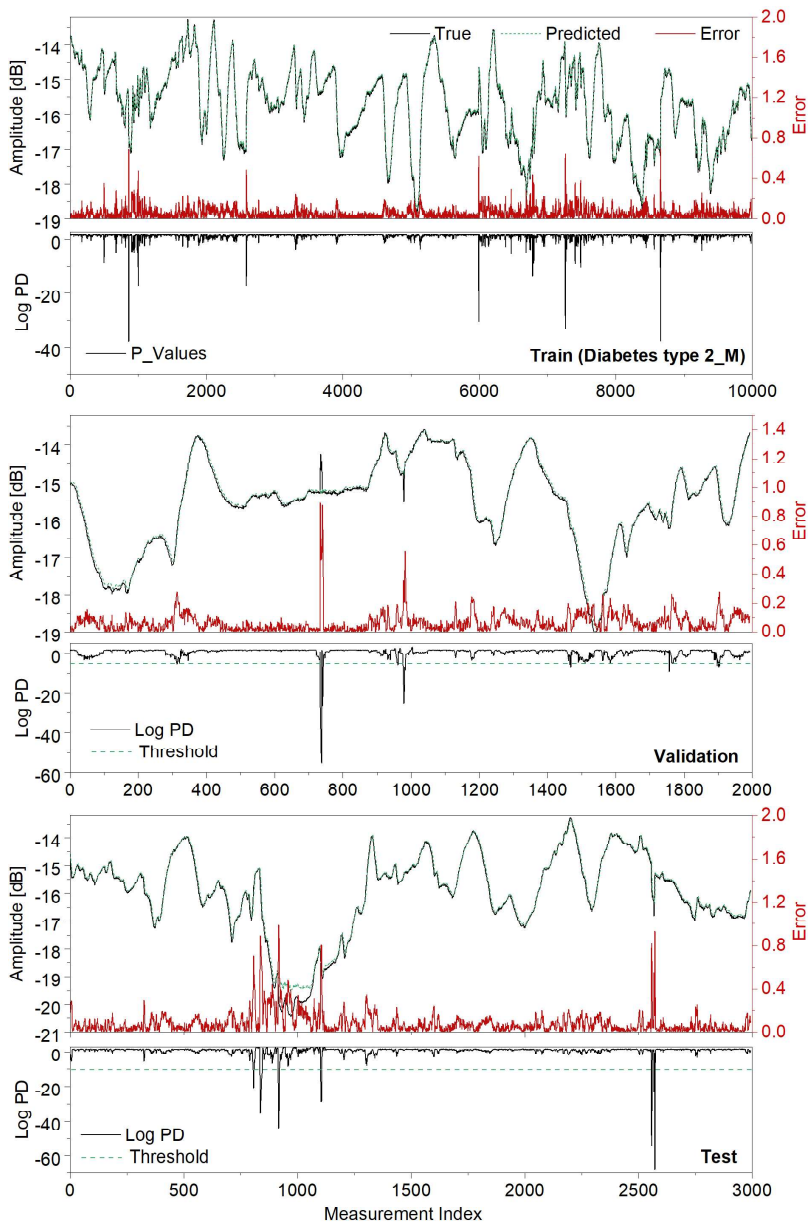 True Predicted Error
Amplitude [dB]
-14
-15
-16
-17
-18
-19
2.0
1.6
1.2
0.8
0.4
0.0
Error
Log PD
0
-20
-40
P_Values
Train (Diabetes type 2_M)
0 2000 4000 6000 8000 10000
Amplitude [dB]
-14
-15
-16
-17
-18
-19
1.4
1.2
1.0
0.8
0.6
0.4
0.2
0.0
Error
Log PD
0
-20
-40
-60
Log PD
Threshold
Validation
0 200 400 600 800 1000 1200 1400 1600 1800 2000
Amplitude [dB]
-14
-15
-16
-17
-18
-19
-20
-21
2.0
1.6
1.2
0.8
0.4
0.0
Error
Log PD
0
-20
-40
-60
Log PD
Threshold
Test
0 500 1000 1500 2000 2500 3000
Measurement Index